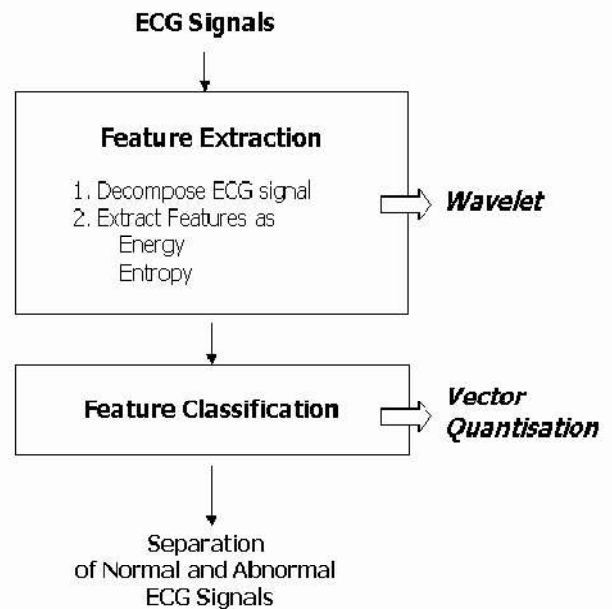 ECG Signals
Feature Extraction
1. Decompose ECG signal
2. Extract Features as
Energy
Entropy
Wavelet
Feature Classification
Vector
Quantisation
Separation
of Normal and Abnormal
ECG Signals